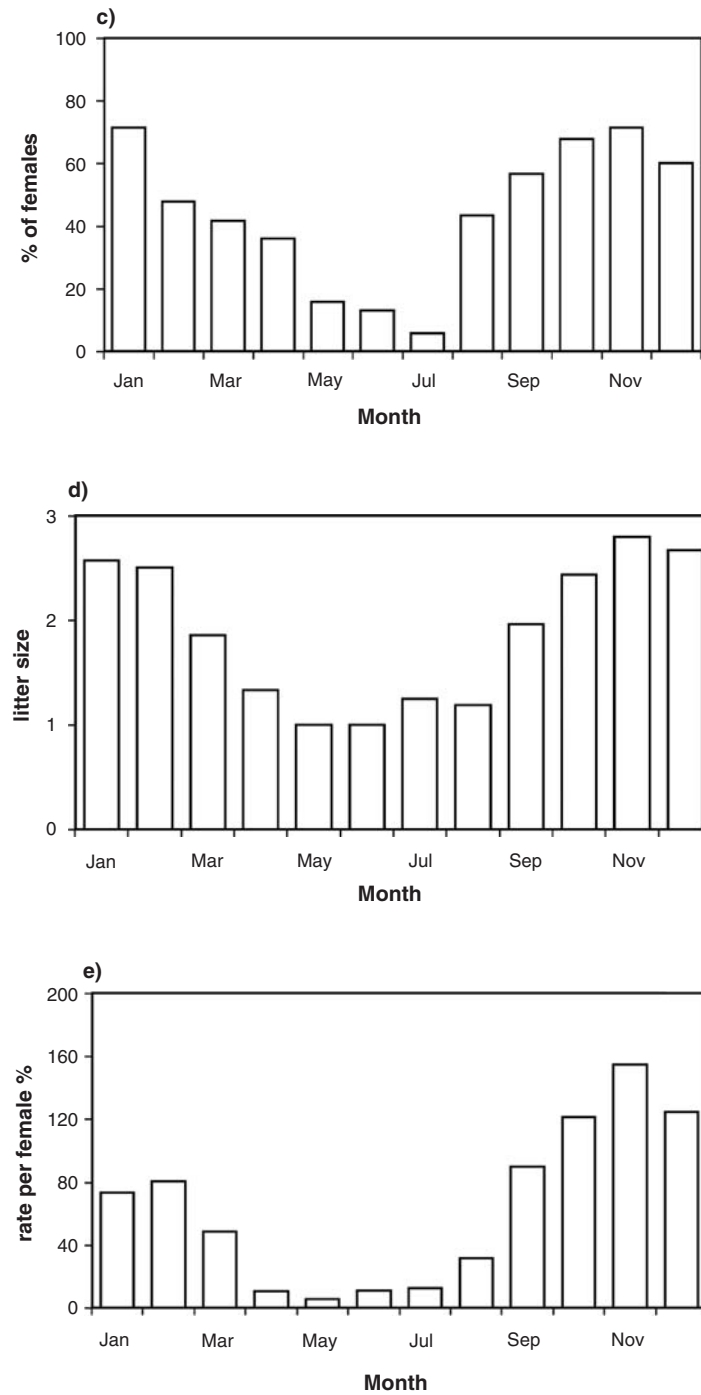 c)
100
80
60
40
20
0
% of females
Jan Mar May Jul Sep Nov
Month
d)
3
2
1
0
litter size
Jan Mar May Jul Sep Nov
Month
e)
200
160
120
80
40
0
rate per female %
Jan Mar May Jul Sep Nov
Month